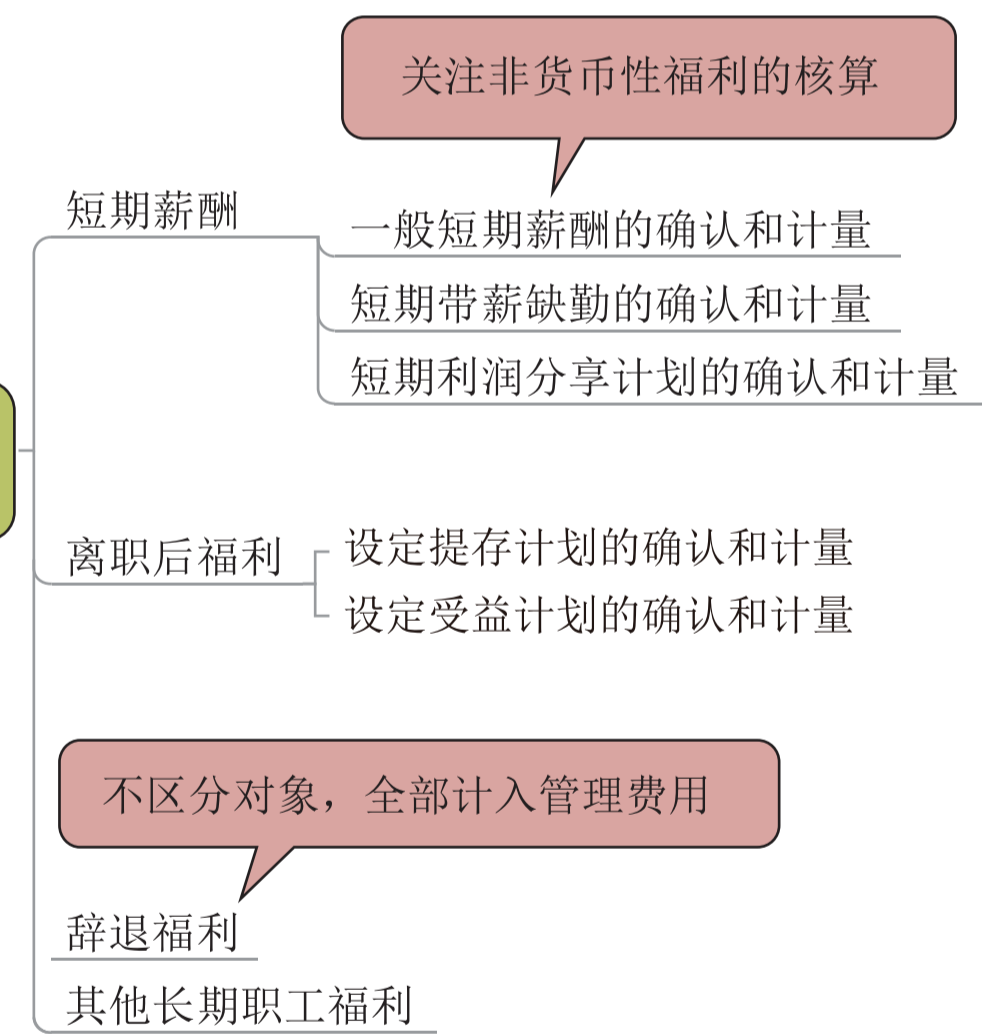 关注非货币性福利的核算
短期薪酬
一般短期薪酬的确认和计量
短期带薪缺勤的确认和计量
短期利润分享计划的确认和计量
离职后福利
设定提存计划的确认和计量
设定受益计划的确认和计量
不区分对象，全部计入管理费用
辞退福利
其他长期职工福利